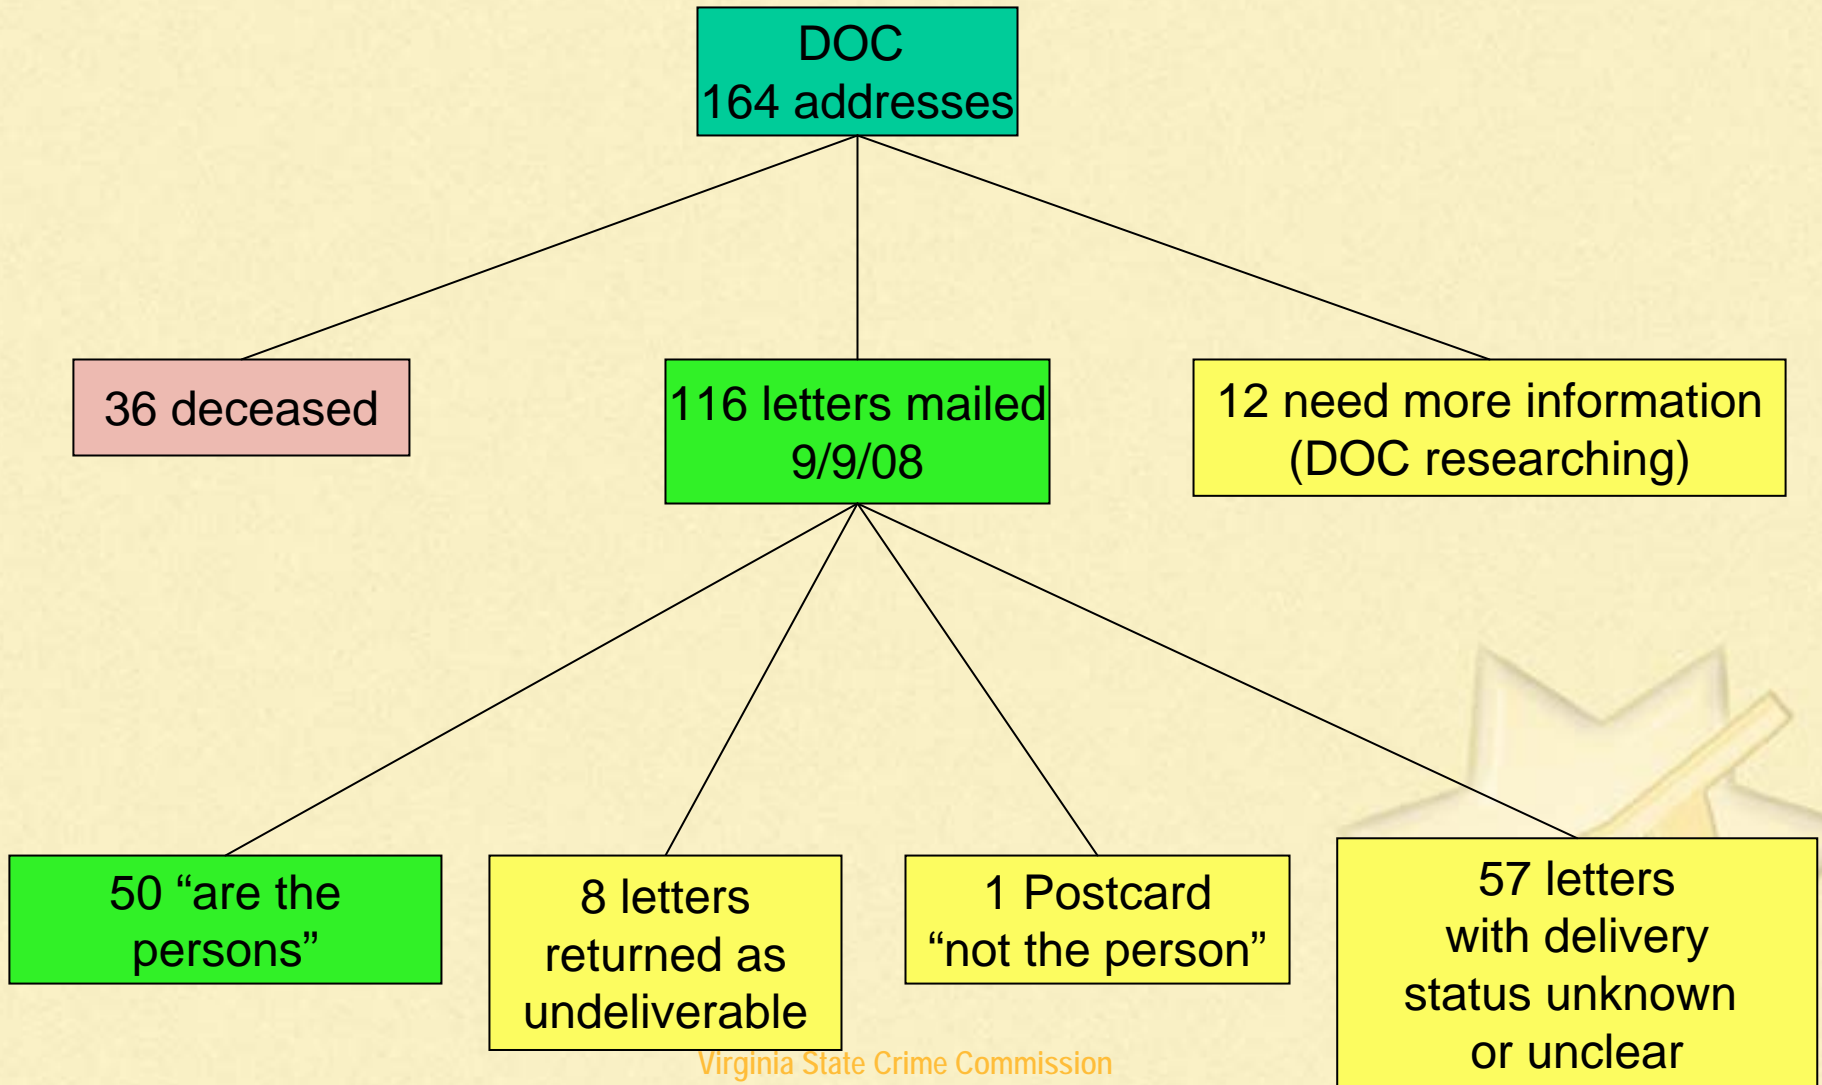 DOC
164 addresses
36 deceased
116 letters mailed
9/9/08
12 need more information
(DOC researching)
50 “are the
persons”
8 letters
returned as
undeliverable
1 Postcard
“not the person”
57 letters
with delivery
status unknown
or unclear
Virginia State Crime Commission